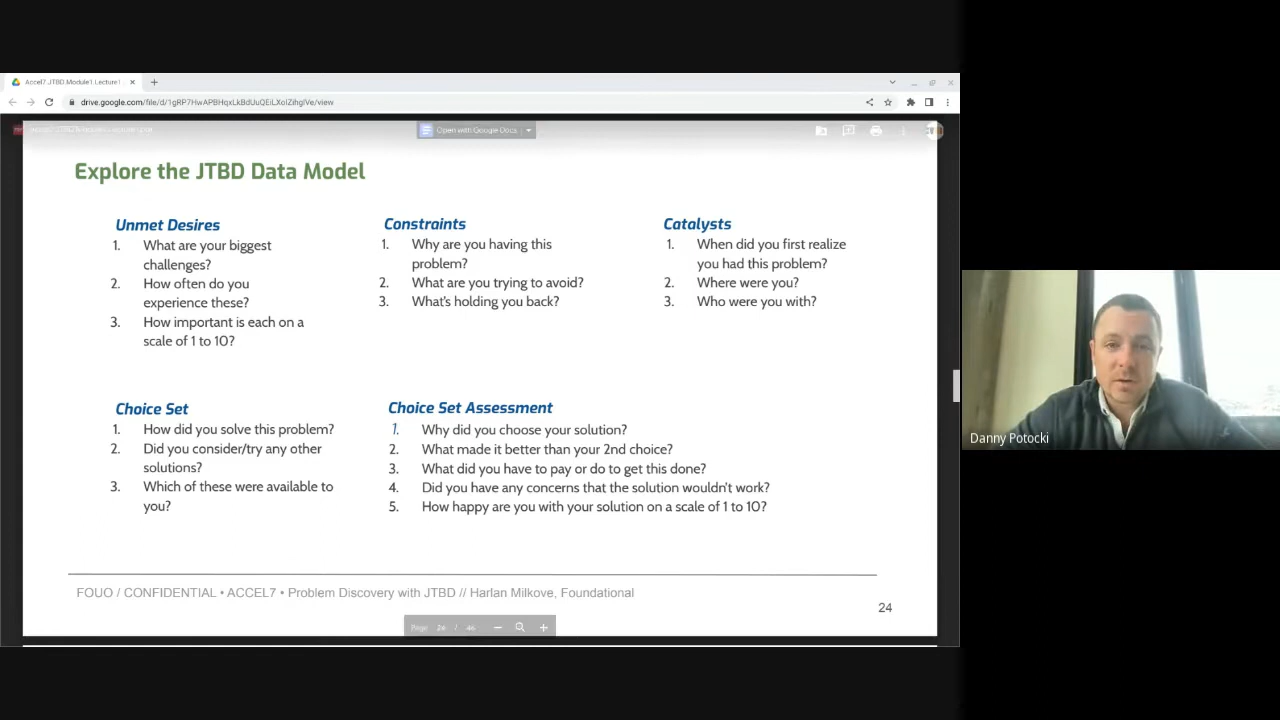 Accel7.JTBD.Module1.Lecture1
drive.google.com/file/d/1gRP7HwAPBHqxLkBdUuQEiLXoIZihgIVe/view
Open with Google Docs
Explore the JTBD Data Model
Unmet Desires
1. What are your biggest
challenges?
2. How often do you
experience these?
3. How important is each on a
scale of 1 to 10?
Constraints
1. Why are you having this
problem?
2. What are you trying to avoid?
3. What's holding you back?
Catalysts
1. When did you first realize
you had this problem?
2. Where were you?
3. Who were you with?
Choice Set
1. How did you solve this problem?
2. Did you consider/try any other
solutions?
3. Which of these were available to
you?
Choice Set Assessment
1. Why did you choose your solution?
2. What made it better than your 2nd choice?
3. What did you have to pay or do to get this done?
4. Did you have any concerns that the solution wouldn't work?
5. How happy are you with your solution on a scale of 1 to 10?
FOUO / CONFIDENTIAL • ACCEL7 • Problem Discovery with JTBD // Harlan Milkove, Foundational
24
Page 26 / 46
Danny Potocki